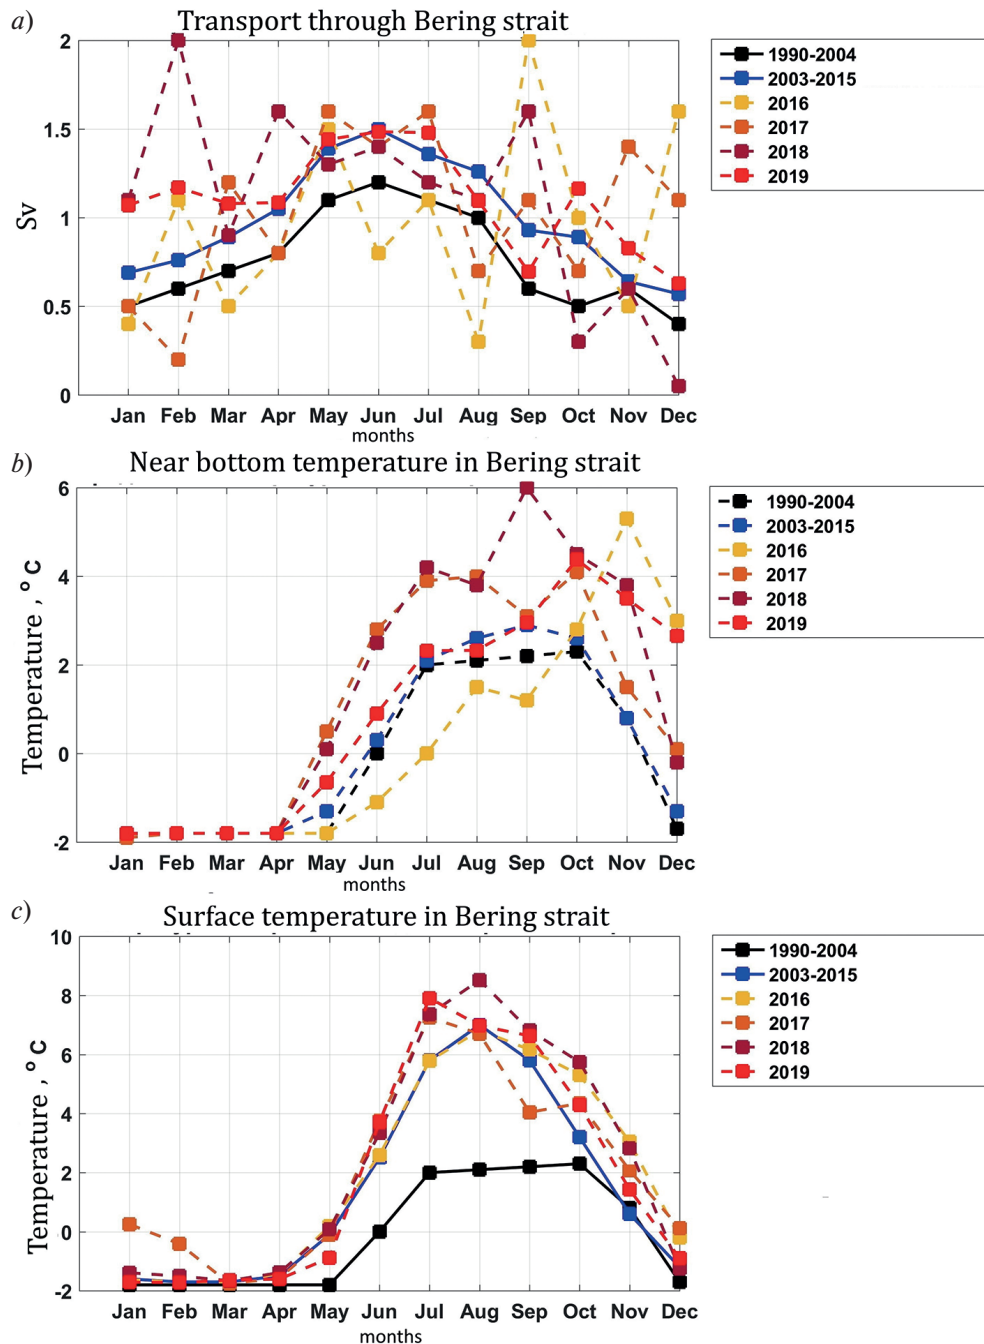 a) Transport through Bering strait
2
1.5
1
0.5
0
Sv
Jan Feb Mar Apr May Jun Jul Aug Sep Oct Nov Dec
months
1990-2004
2003-2015
2016
2017
2018
2019
b) Near bottom temperature in Bering strait
6
4
2
0
-2
Temperature , ° C
Jan Feb Mar Apr May Jun Jul Aug Sep Oct Nov Dec
months
1990-2004
2003-2015
2016
2017
2018
2019
c) Surface temperature in Bering strait
10
8
6
4
2
0
-2
Temperature , ° C
Jan Feb Mar Apr May Jun Jul Aug Sep Oct Nov Dec
months
1990-2004
2003-2015
2016
2017
2018
2019